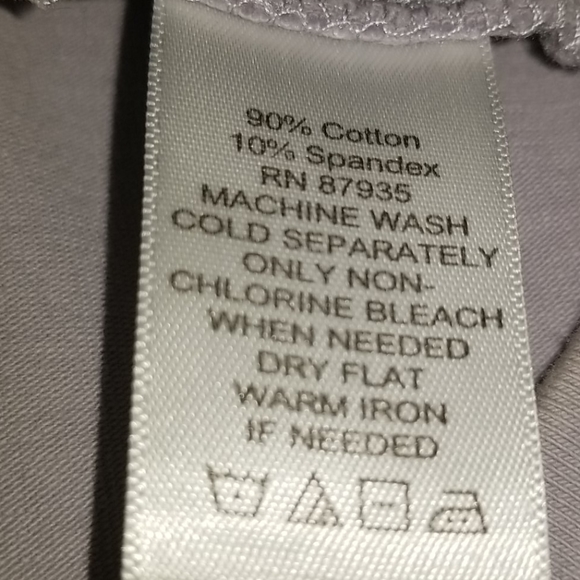 90% Cotton
10% Spandex
RN 87935
MACHINE WASH
COLD SEPARATELY
ONLY NON-
CHLORINE BLEACH
WHEN NEEDED
DRY FLAT
WARM IRON
IF NEEDED